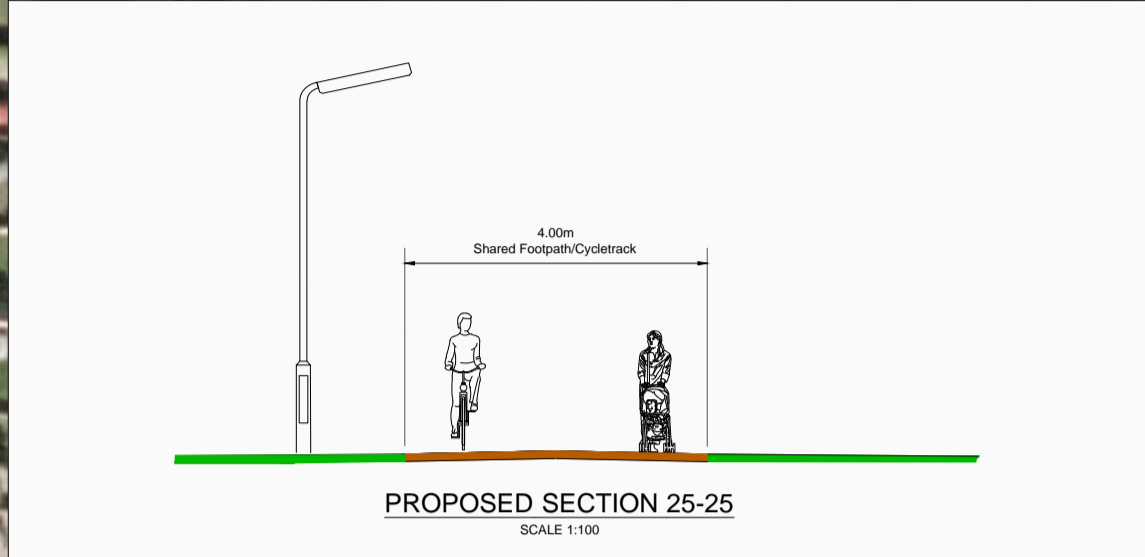 4.00m
Shared Footpath/Cycletrack
PROPOSED SECTION 25-25
SCALE 1:100